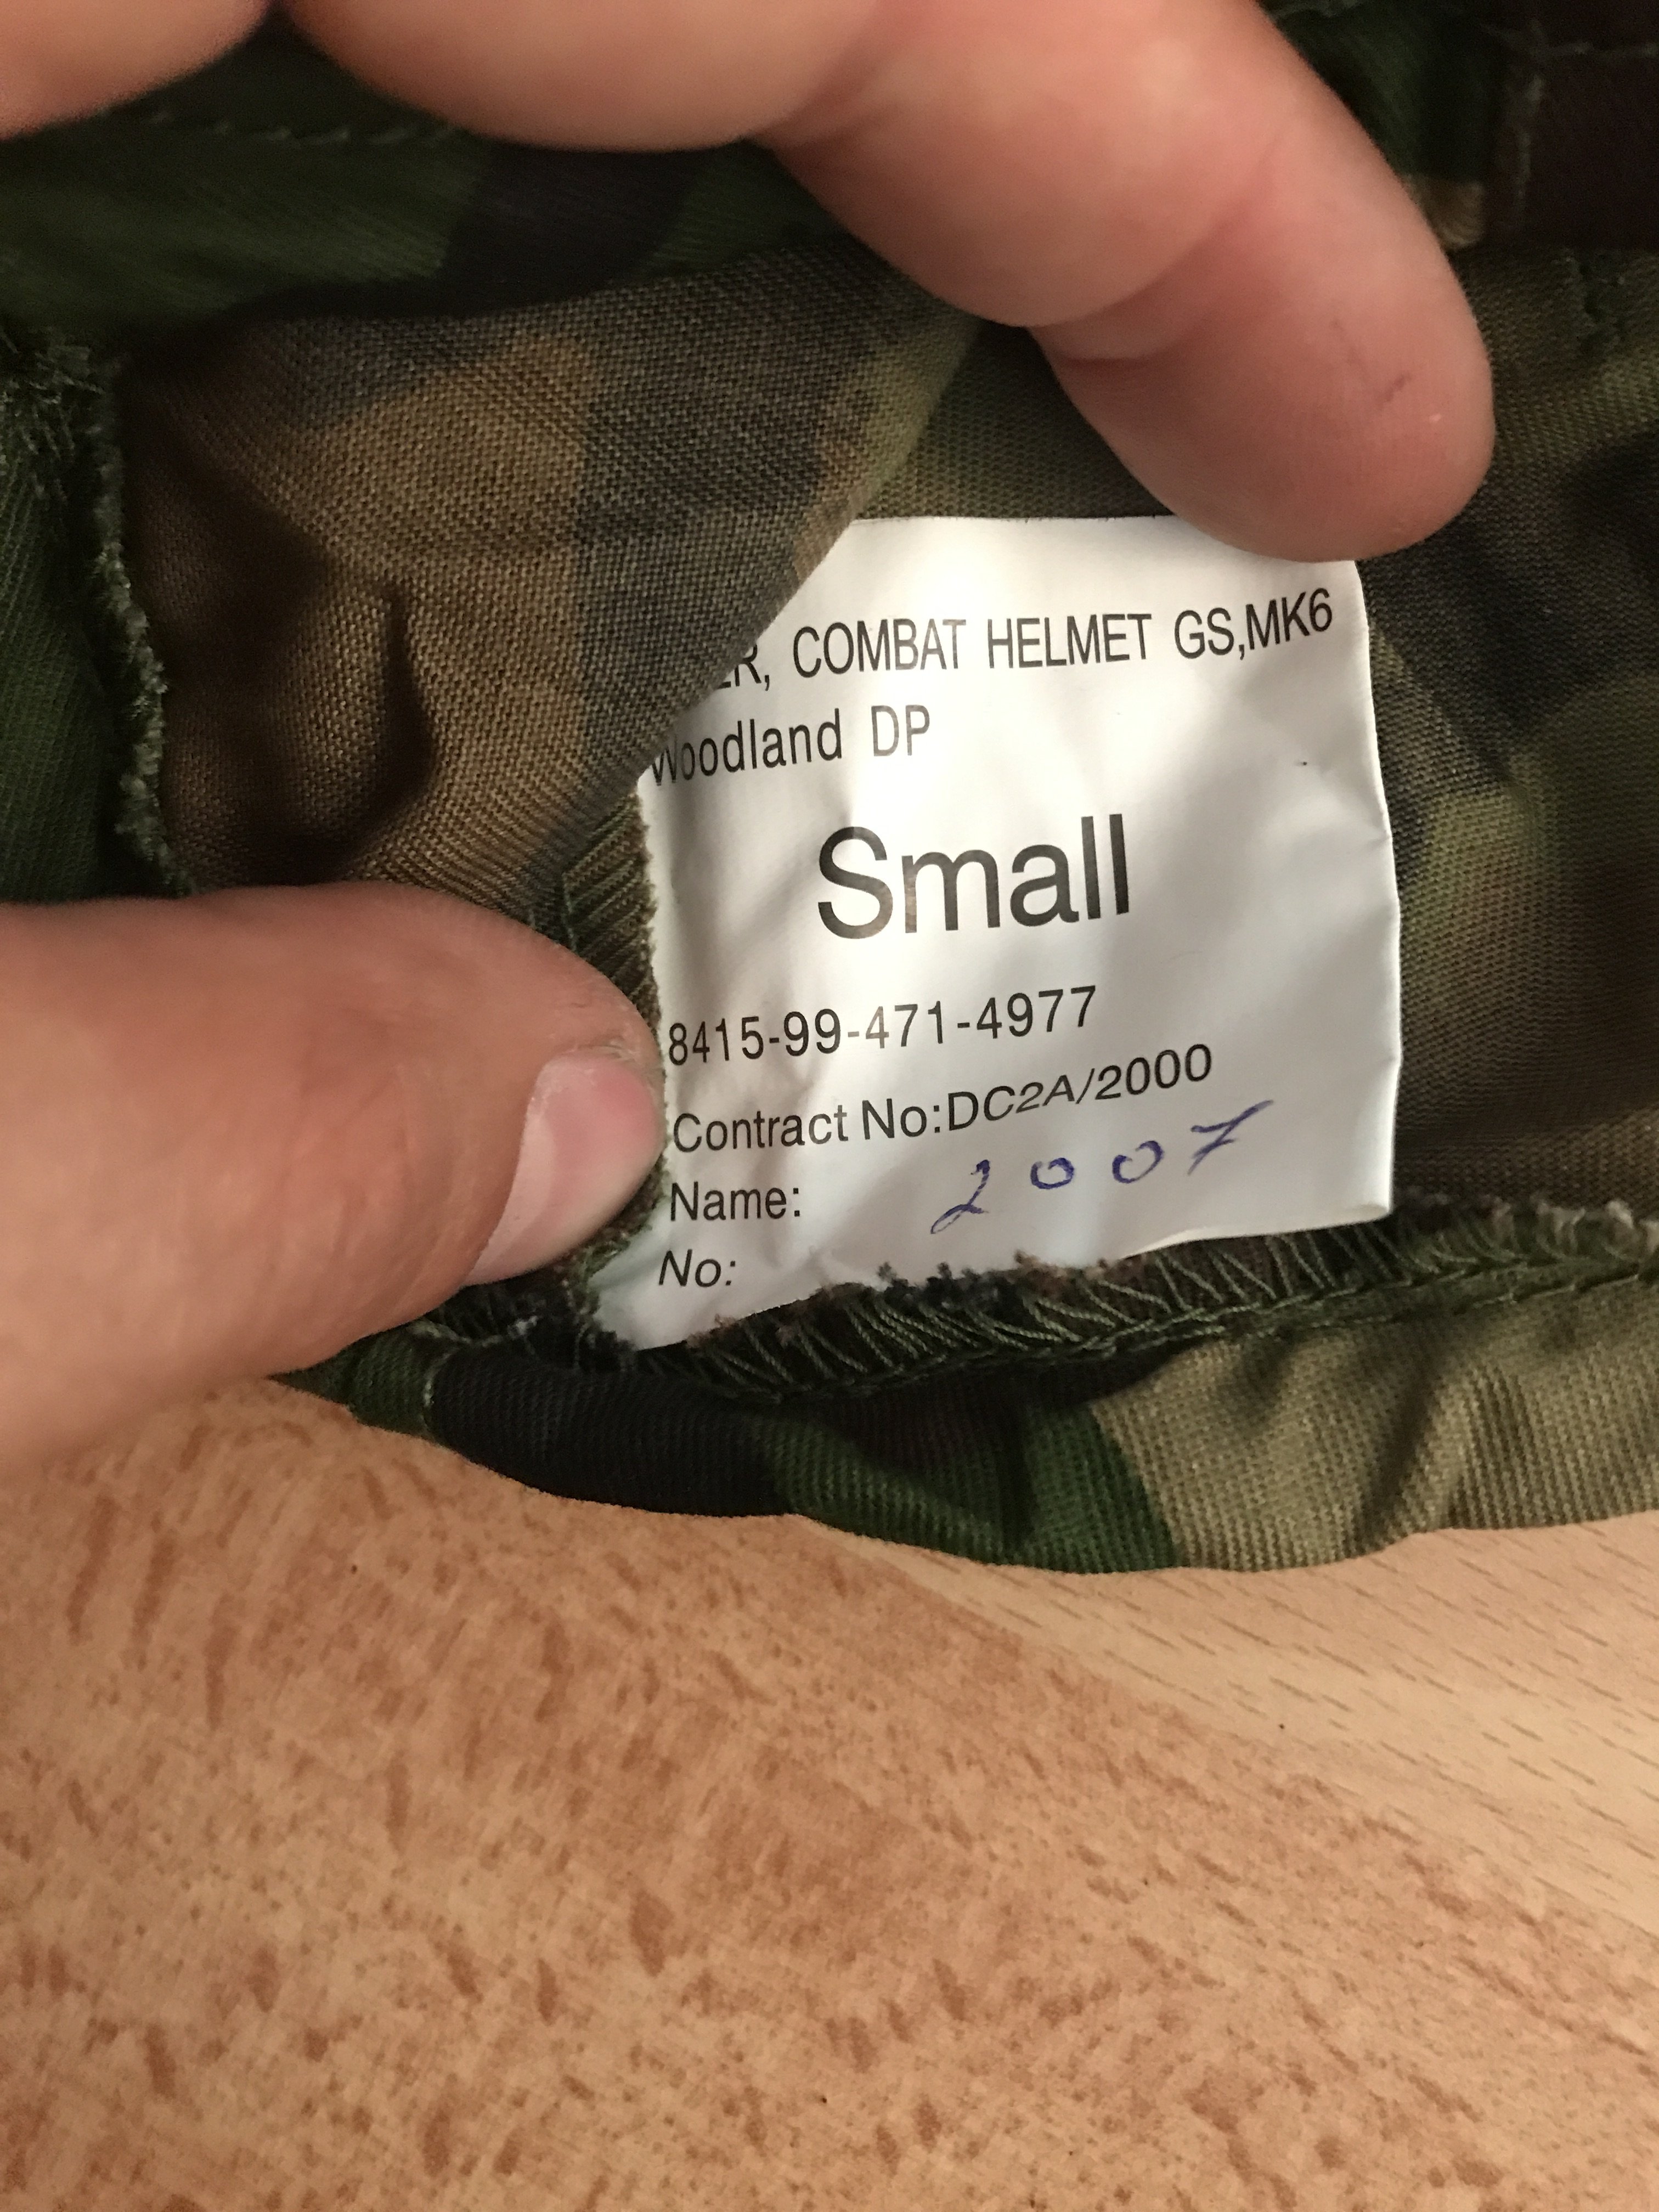 COMBAT HELMET GS,MK6
Woodland DP
Small
8415-99-471-4977
Contract No:DC2A/2000
Name: 2007
No: